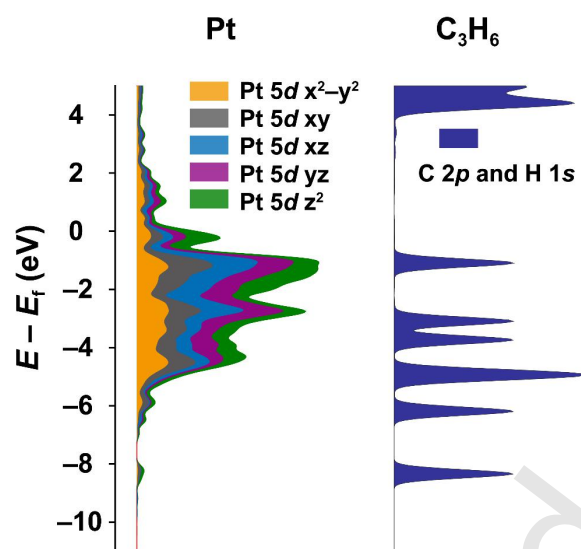 Pt
C₃H₆
Pt 5d x²–y²
Pt 5d xy
Pt 5d xz
Pt 5d yz
Pt 5d z²
C 2p and H 1s
E – E_f (eV)
4
2
0
–2
–4
–6
–8
–10